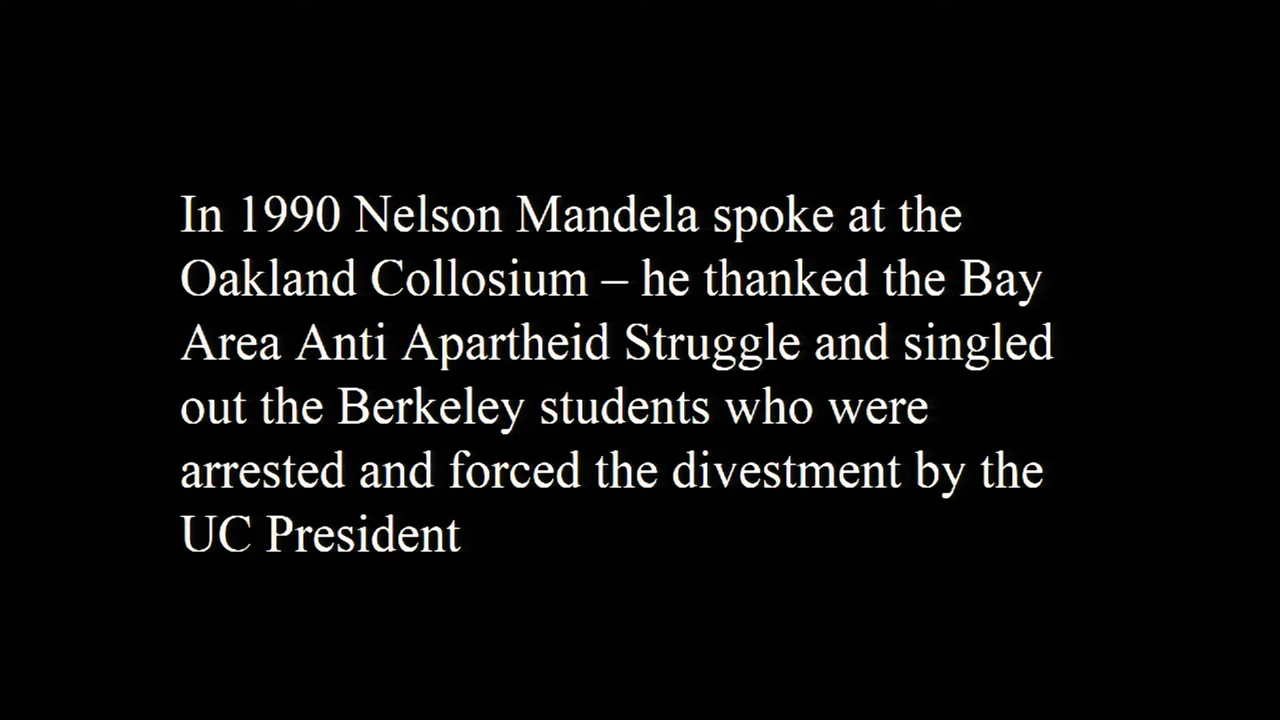 In 1990 Nelson Mandela spoke at the
Oakland Collosium – he thanked the Bay
Area Anti Apartheid Struggle and singled
out the Berkeley students who were
arrested and forced the divestment by the
UC President